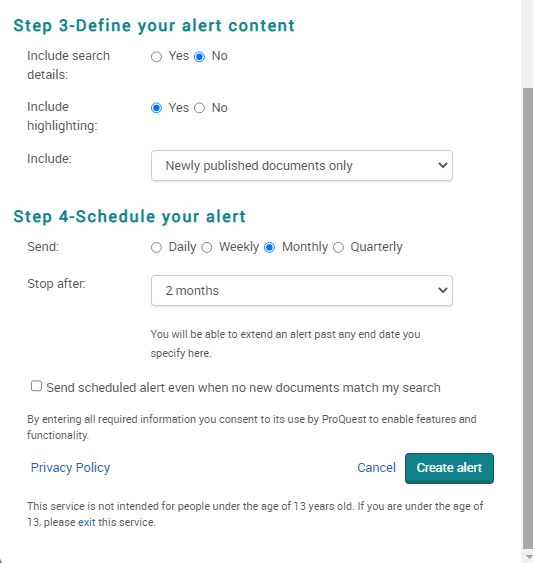 Step 3-Define your alert content
Include search Yes No
details:
Include Yes No
highlighting:
Include: Newly published documents only
Step 4-Schedule your alert
Send: Daily Weekly Monthly Quarterly
Stop after: 2 months
You will be able to extend an alert past any end date you
specify here.
Send scheduled alert even when no new documents match my search
By entering all required information you consent to its use by ProQuest to enable features and
functionality.
Privacy Policy Cancel Create alert
This service is not intended for people under the age of 13 years old. If you are under the age of
13, please exit this service.